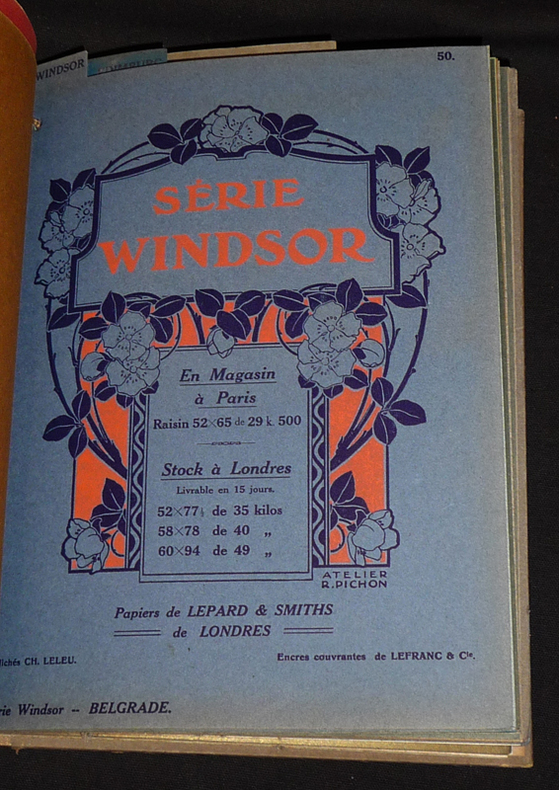 WINDSOR
50.
SÉRIE
WINDSOR
En Magasin
à Paris
Raisin 52×65 de 29 k. 500
Stock à Londres
Livrable en 15 jours.
52×77½ de 35 kilos
58×78 de 40 „
60×94 de 49 „
ATELIER
R. PICHON
Papiers de LEPARD & SMITHS
de LONDRES
lichés CH. LELEU.
Encres couvrantes de LEFRANC & Cie.
rie Windsor -- BELGRADE.